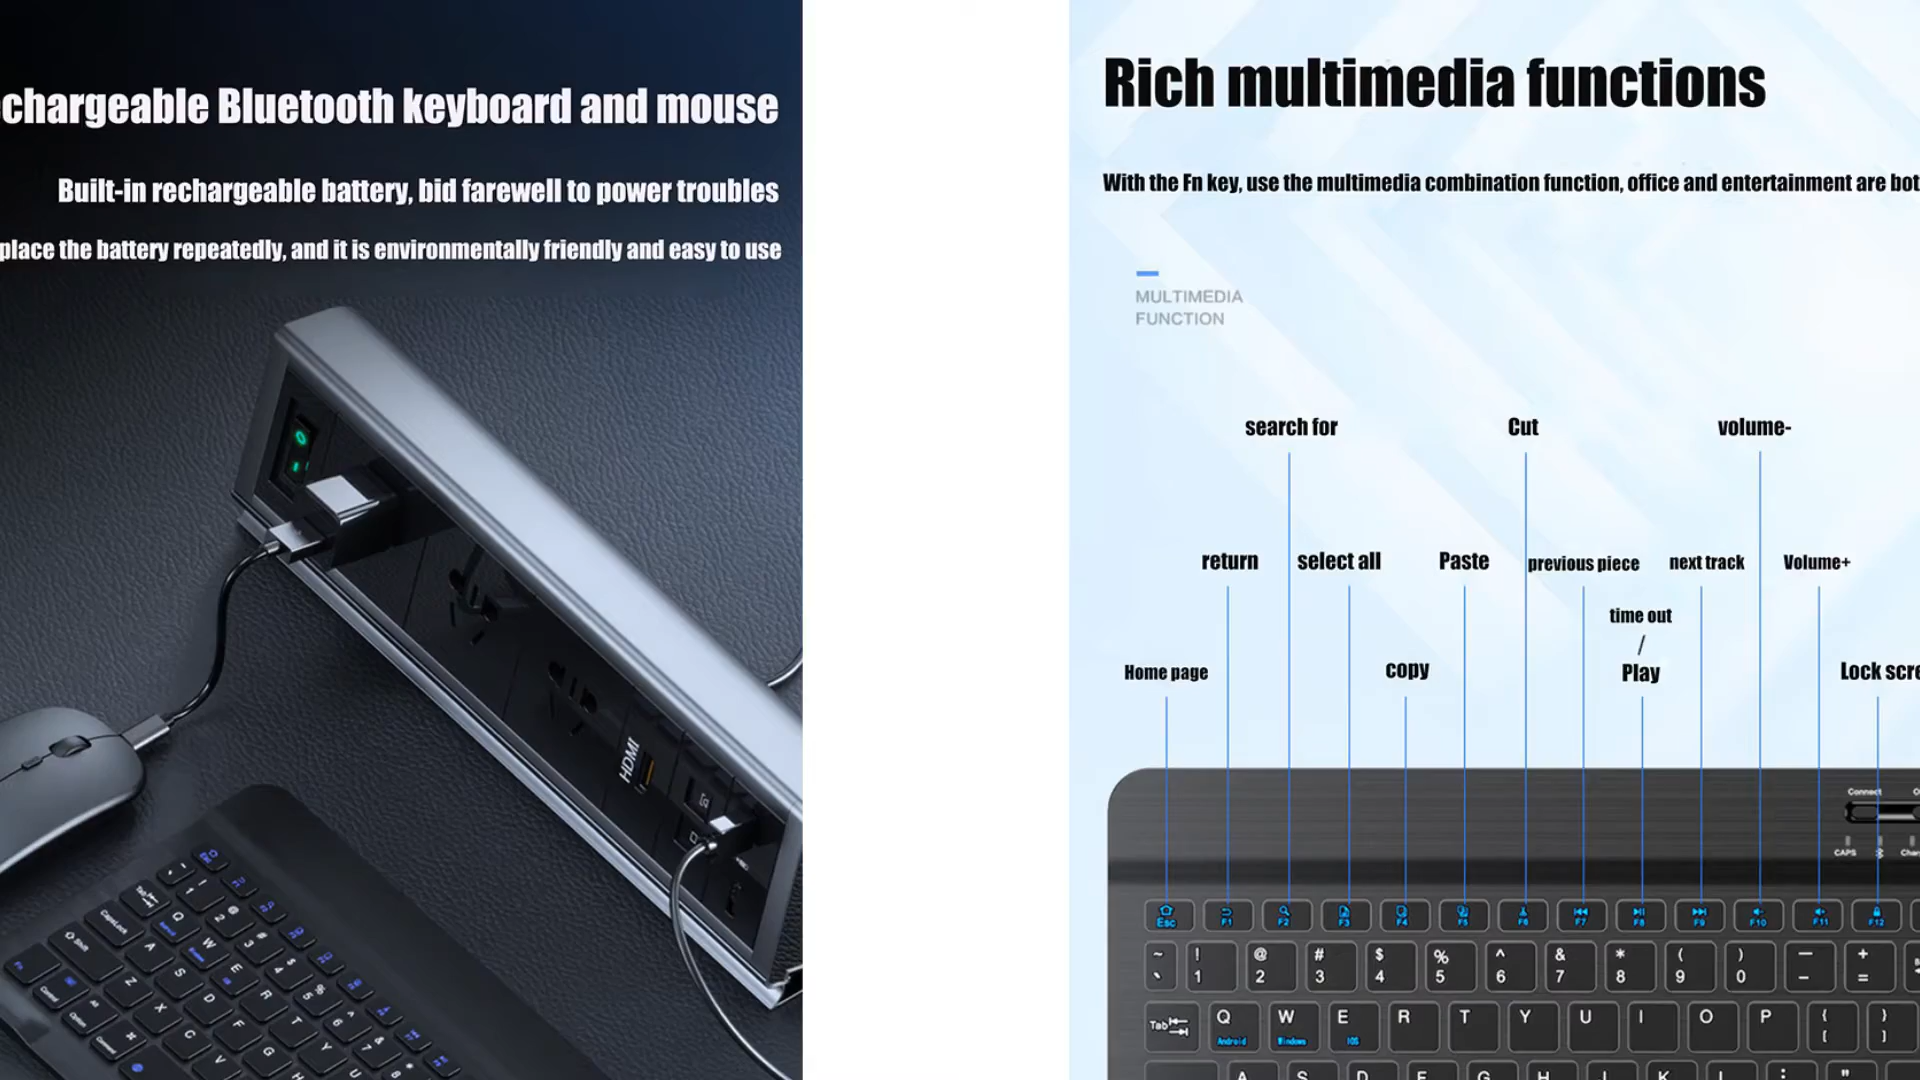 chargeable Bluetooth keyboard and mouse
Built-in rechargeable battery, bid farewell to power troubles
place the battery repeatedly, and it is environmentally friendly and easy to use
HDMI
Tab
CapsLock
Shift
Q
W
E
R
T
Y
A
S
D
F
G
H
Z
X
C
V
Rich multimedia functions
With the Fn key, use the multimedia combination function, office and entertainment are bot
MULTIMEDIA
FUNCTION
search for
Cut
volume-
return
select all
Paste
previous piece
next track
Volume+
time out
/
Play
Home page
copy
Lock scre
Connect
CAPS
Esc F1 F2 F3 F4 F5 F6 F7 F8 F9 F10 F11 F12
~ ! @ # $ % ^ & * ( ) — +
` 1 2 3 4 5 6 7 8 9 0 - =
Tab Q W E R T Y U I O P { }
Android Windows IOS [ ]
A S D F G H J K L : "